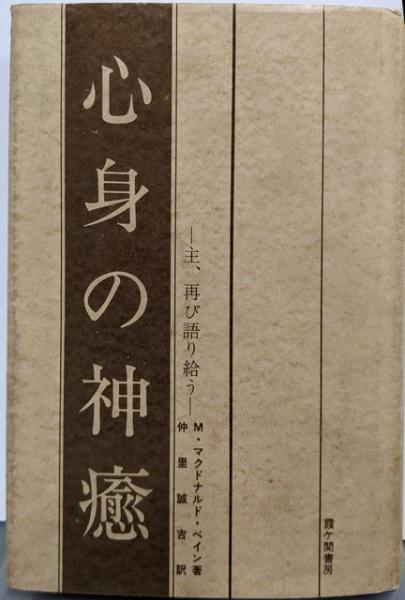 心身の神癒
―主、再び語り給う―
M・マクドナルド・ベイン著
仲里誠吉訳
霞ケ関書房